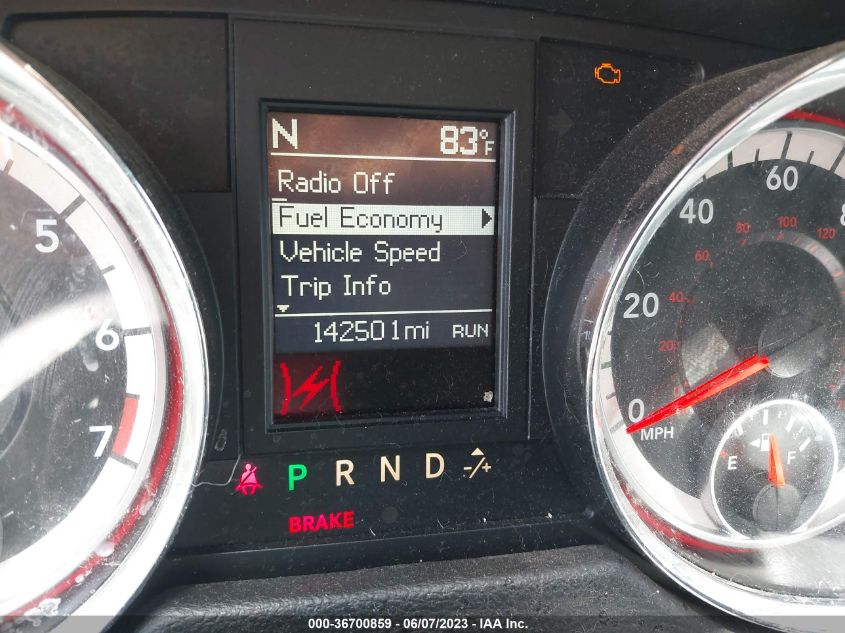 N 83°F
Radio Off
Fuel Economy
Vehicle Speed
Trip Info
142501mi RUN
5
6
7
P R N D -/+
BRAKE
0
20
40
60
8
MPH
20
40
60
80
100
120
E F
000-36700859 - 06/07/2023 - IAA Inc.